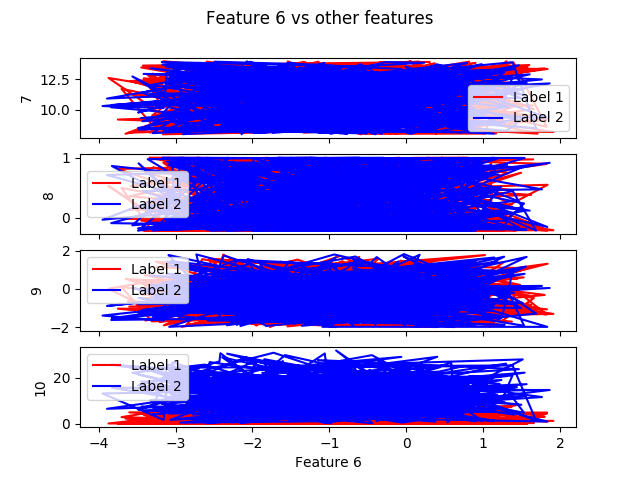 Feature 6 vs other features
12.5
10.0
7
Label 1
Label 2
1
0
8
Label 1
Label 2
2
0
−2
9
Label 1
Label 2
20
0
10
Label 1
Label 2
−4 −3 −2 −1 0 1 2
Feature 6